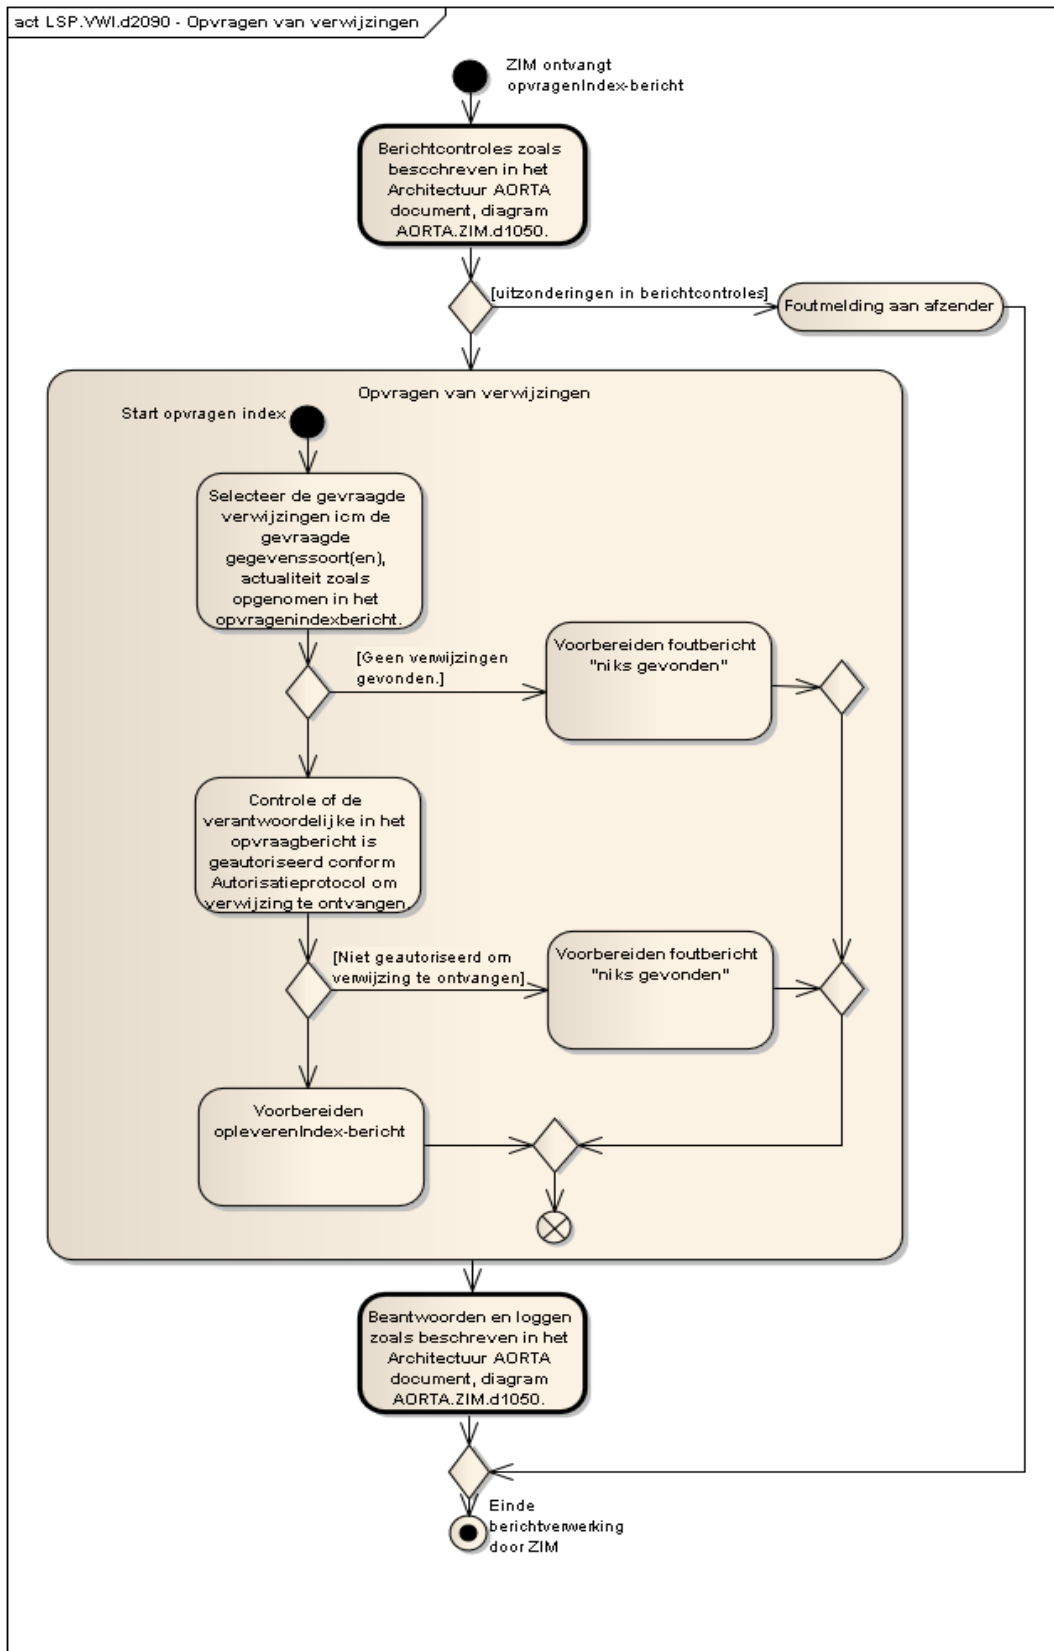 act LSP.VWI.d2090 - Opvragen van verwijzingen
ZIM ontvangt
opvragenIndex-bericht
Berichtcontroles zoals
bescchreven in het
Architectuur AORTA
document, diagram
AORTA.ZIM.d1050.
[uitzonderingen in berichtcontroles]
Foutmelding aan afzender
Opvragen van verwijzingen
Start opvragen index
Selecteer de gevraagde
verwijzingen icm de
gevraagde
gegevenssoort(en),
actualiteit zoals
opgenomen in het
opvragenindexbericht.
[Geen verwijzingen
gevonden.]
Voorbereiden foutbericht
"niks gevonden"
Controle of de
verantwoordelijke in het
opvraagbericht is
geautoriseerd conform
Autorisatieprotocol om
verwijzing te ontvangen.
[Niet geautoriseerd om
verwijzing te ontvangen]
Voorbereiden foutbericht
"niks gevonden"
Voorbereiden
opleverenIndex-bericht
Beantwoorden en loggen
zoals beschreven in het
Architectuur AORTA
document, diagram
AORTA.ZIM.d1050.
Einde
berichtverwerking
door ZIM